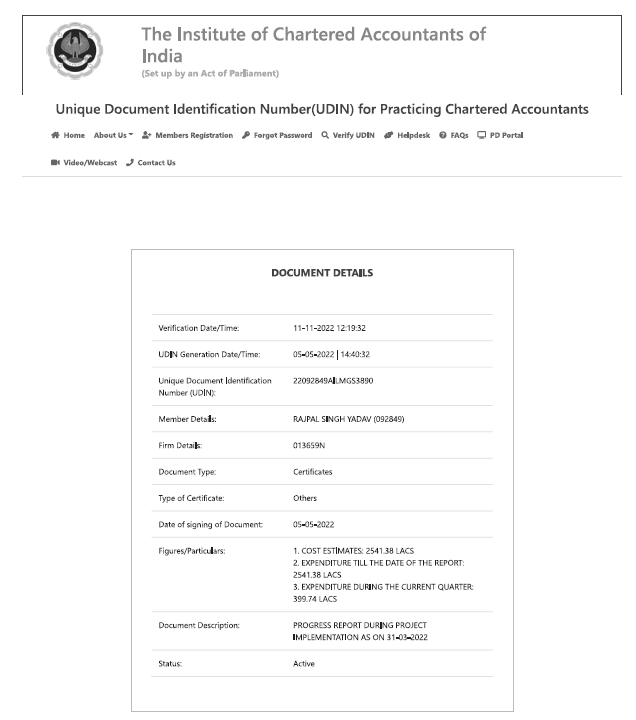 The Institute of Chartered Accountants of
India
(Set up by an Act of Parliament)
Unique Document Identification Number(UDIN) for Practicing Chartered Accountants
Home About Us Members Registration Forgot Password Verify UDIN Helpdesk FAQs PD Portal
Video/Webcast Contact Us
DOCUMENT DETAILS
Verification Date/Time: 11-11-2022 12:19:32
UDIN Generation Date/Time: 05-05-2022 | 14:40:32
Unique Document Identification 22092849AILMGS3890
Number (UDIN):
Member Details: RAJPAL SINGH YADAV (092849)
Firm Details: 013659N
Document Type: Certificates
Type of Certificate: Others
Date of signing of Document: 05-05-2022
Figures/Particulars: 1. COST ESTIMATES: 2541.38 LACS
2. EXPENDITURE TILL THE DATE OF THE REPORT:
2541.38 LACS
3. EXPENDITURE DURING THE CURRENT QUARTER:
399.74 LACS
Document Description: PROGRESS REPORT DURING PROJECT
IMPLEMENTATION AS ON 31-03-2022
Status: Active